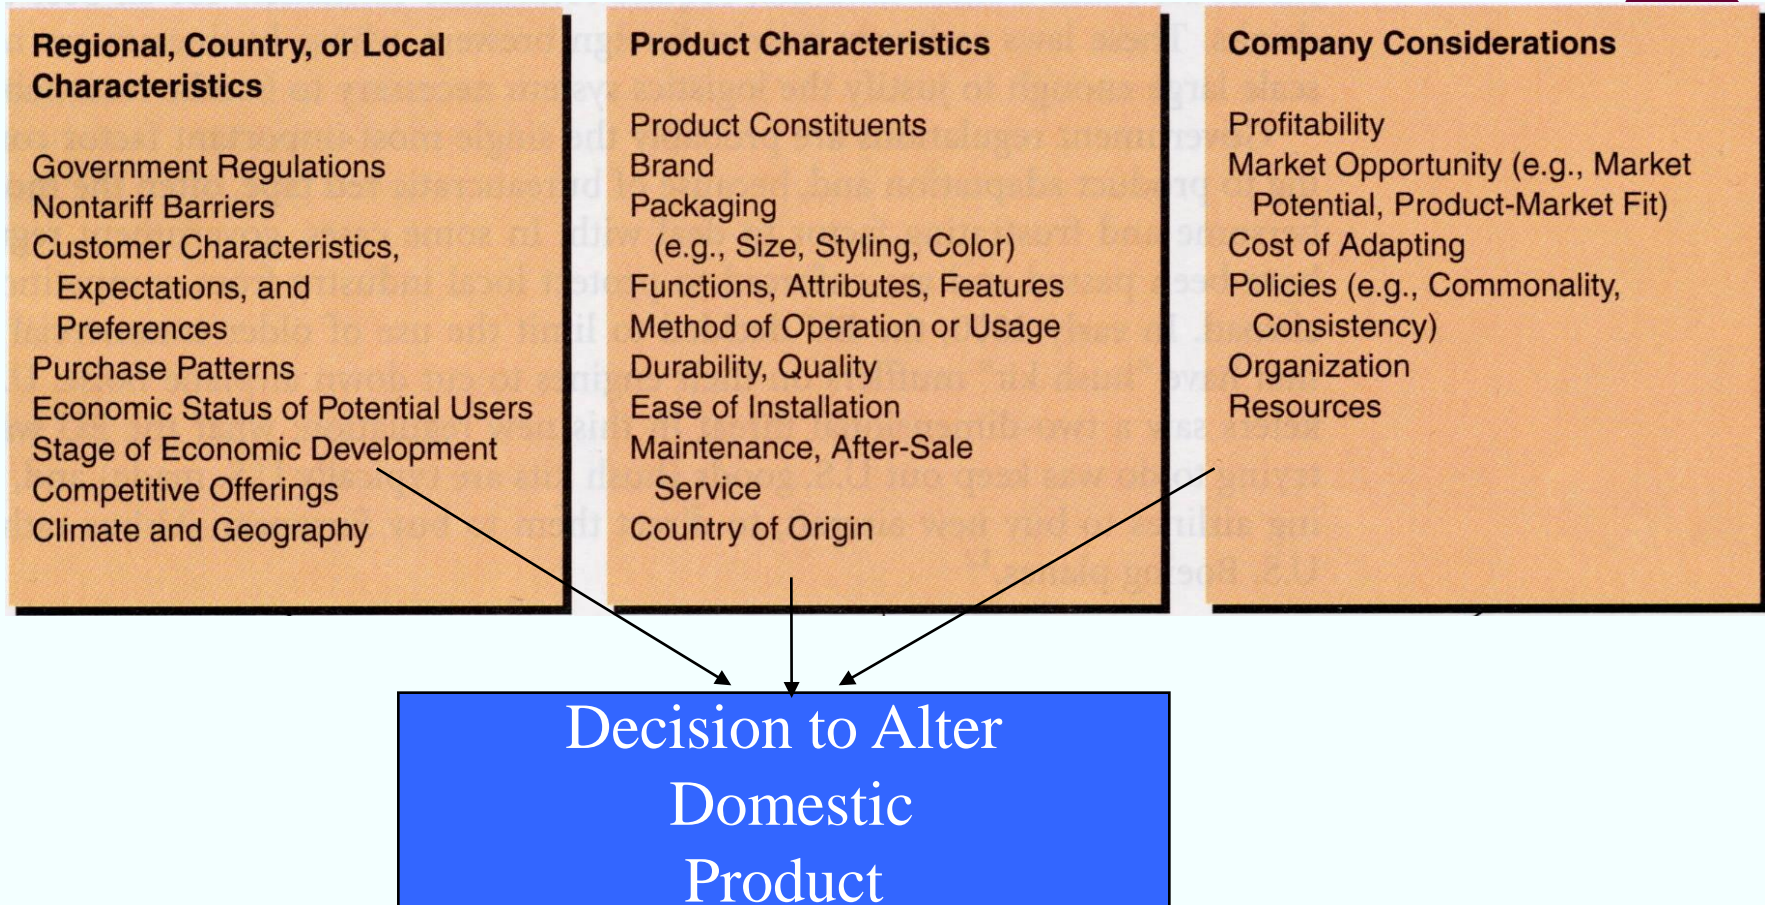 Regional, Country, or Local
Characteristics
Government Regulations
Nontariff Barriers
Customer Characteristics,
Expectations, and
Preferences
Purchase Patterns
Economic Status of Potential Users
Stage of Economic Development
Competitive Offerings
Climate and Geography
Product Characteristics
Product Constituents
Brand
Packaging
(e.g., Size, Styling, Color)
Functions, Attributes, Features
Method of Operation or Usage
Durability, Quality
Ease of Installation
Maintenance, After-Sale
Service
Country of Origin
Company Considerations
Profitability
Market Opportunity (e.g., Market
Potential, Product-Market Fit)
Cost of Adapting
Policies (e.g., Commonality,
Consistency)
Organization
Resources
Decision to Alter
Domestic
Product